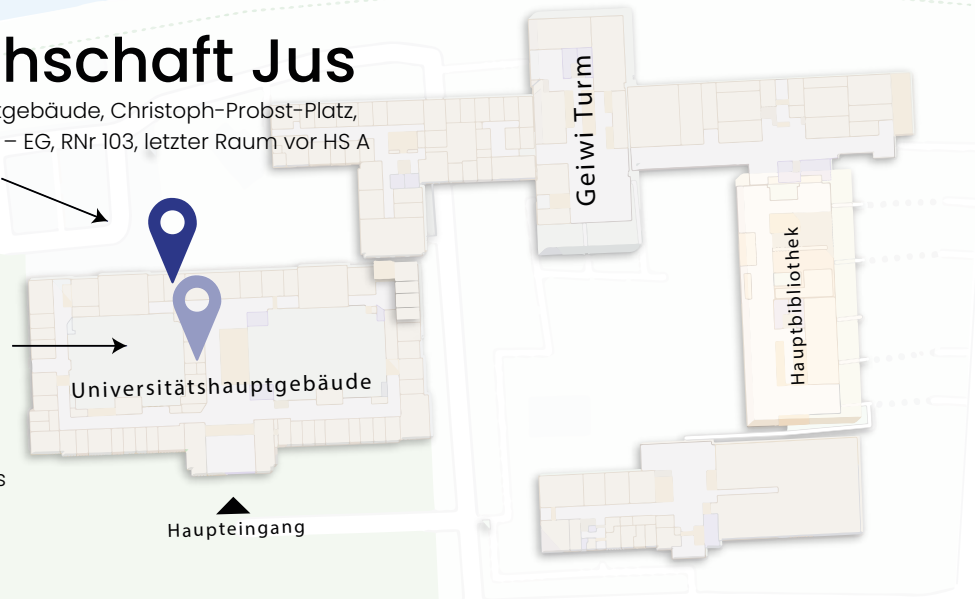 hschaft Jus
tgebäude, Christoph-Probst-Platz,
– EG, RNr 103, letzter Raum vor HS A
Geiwi Turm
Hauptbibliothek
Universitätshauptgebäude
s
Haupteingang